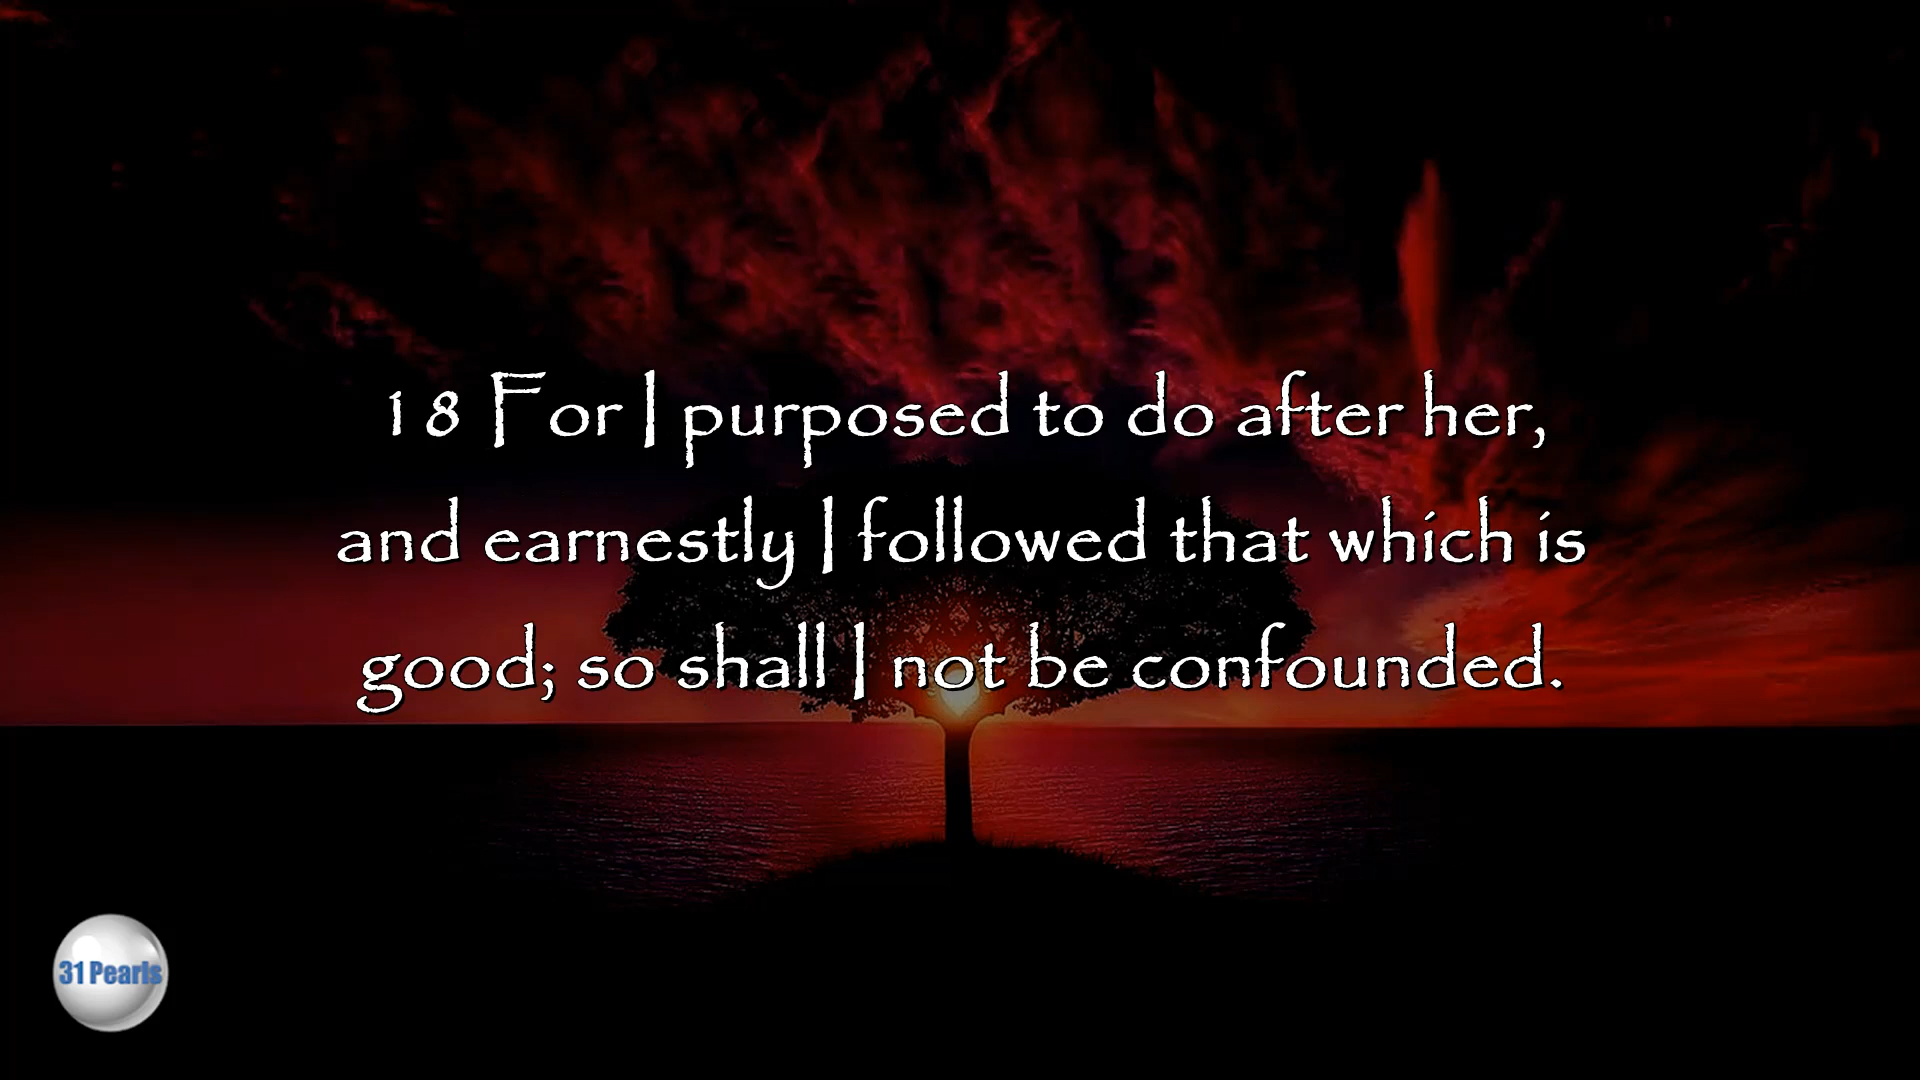 18 For I purposed to do after her,
and earnestly I followed that which is
good; so shall I not be confounded.
31 Pearls